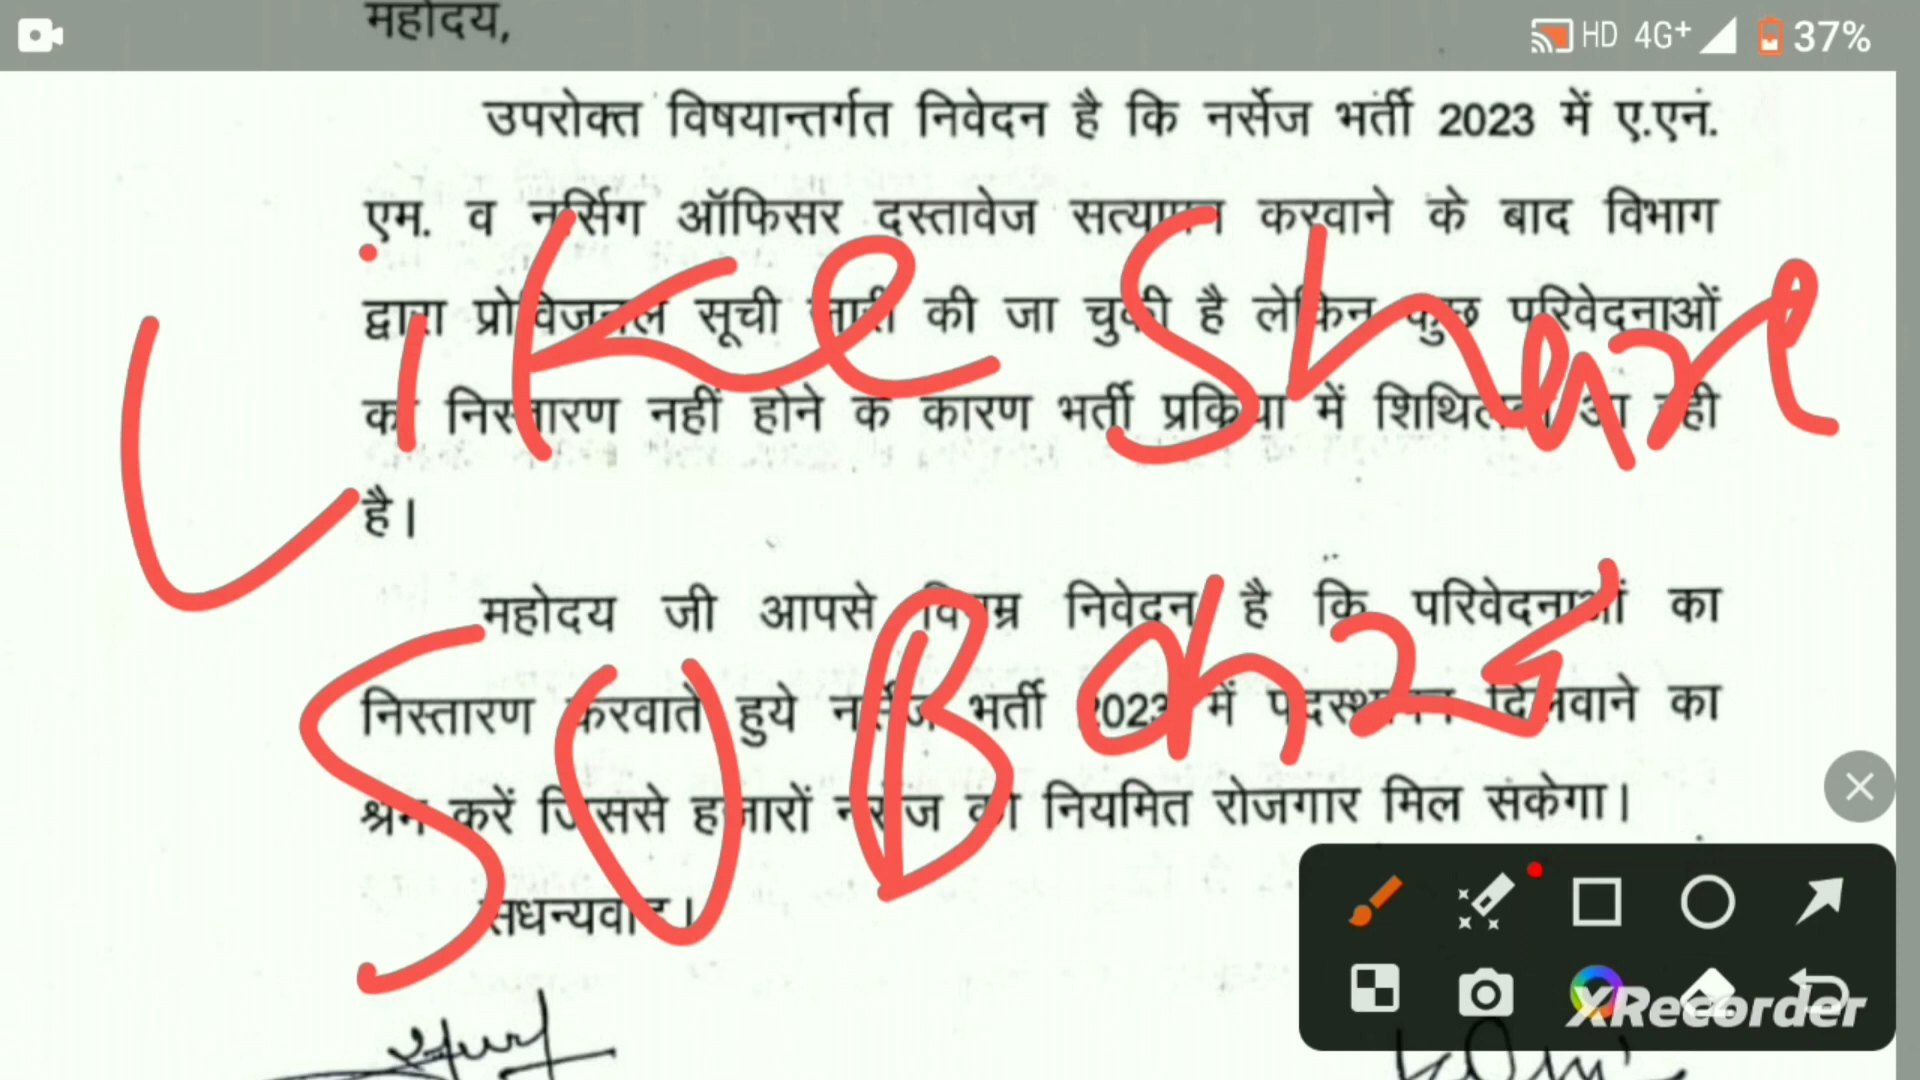 महोदय,
HD 4G+ 37%
उपरोक्त विषयान्तर्गत निवेदन है कि नर्सेज भर्ती 2023 में ए.एन.
एम. व नर्सिग ऑफिसर दस्तावेज सत्यापन करवाने के बाद विभाग
द्वारा प्रोविजनल सूची जारी की जा चुकी है लेकिन कुछ परिवेदनाओं
का निस्तारण नहीं होने के कारण भर्ती प्रकिया में शिथिलता आ रही
है।
Like Share
महोदय जी आपसे विनम्र निवेदन है कि परिवेदनाओं का
निस्तारण करवाते हुये नर्सेज भर्ती 2023 में पदस्थापन दिलवाने का
श्रम करें जिससे हजारों नर्सेज को नियमित रोजगार मिल संकेगा।
सधन्यवाद।
XRecorder